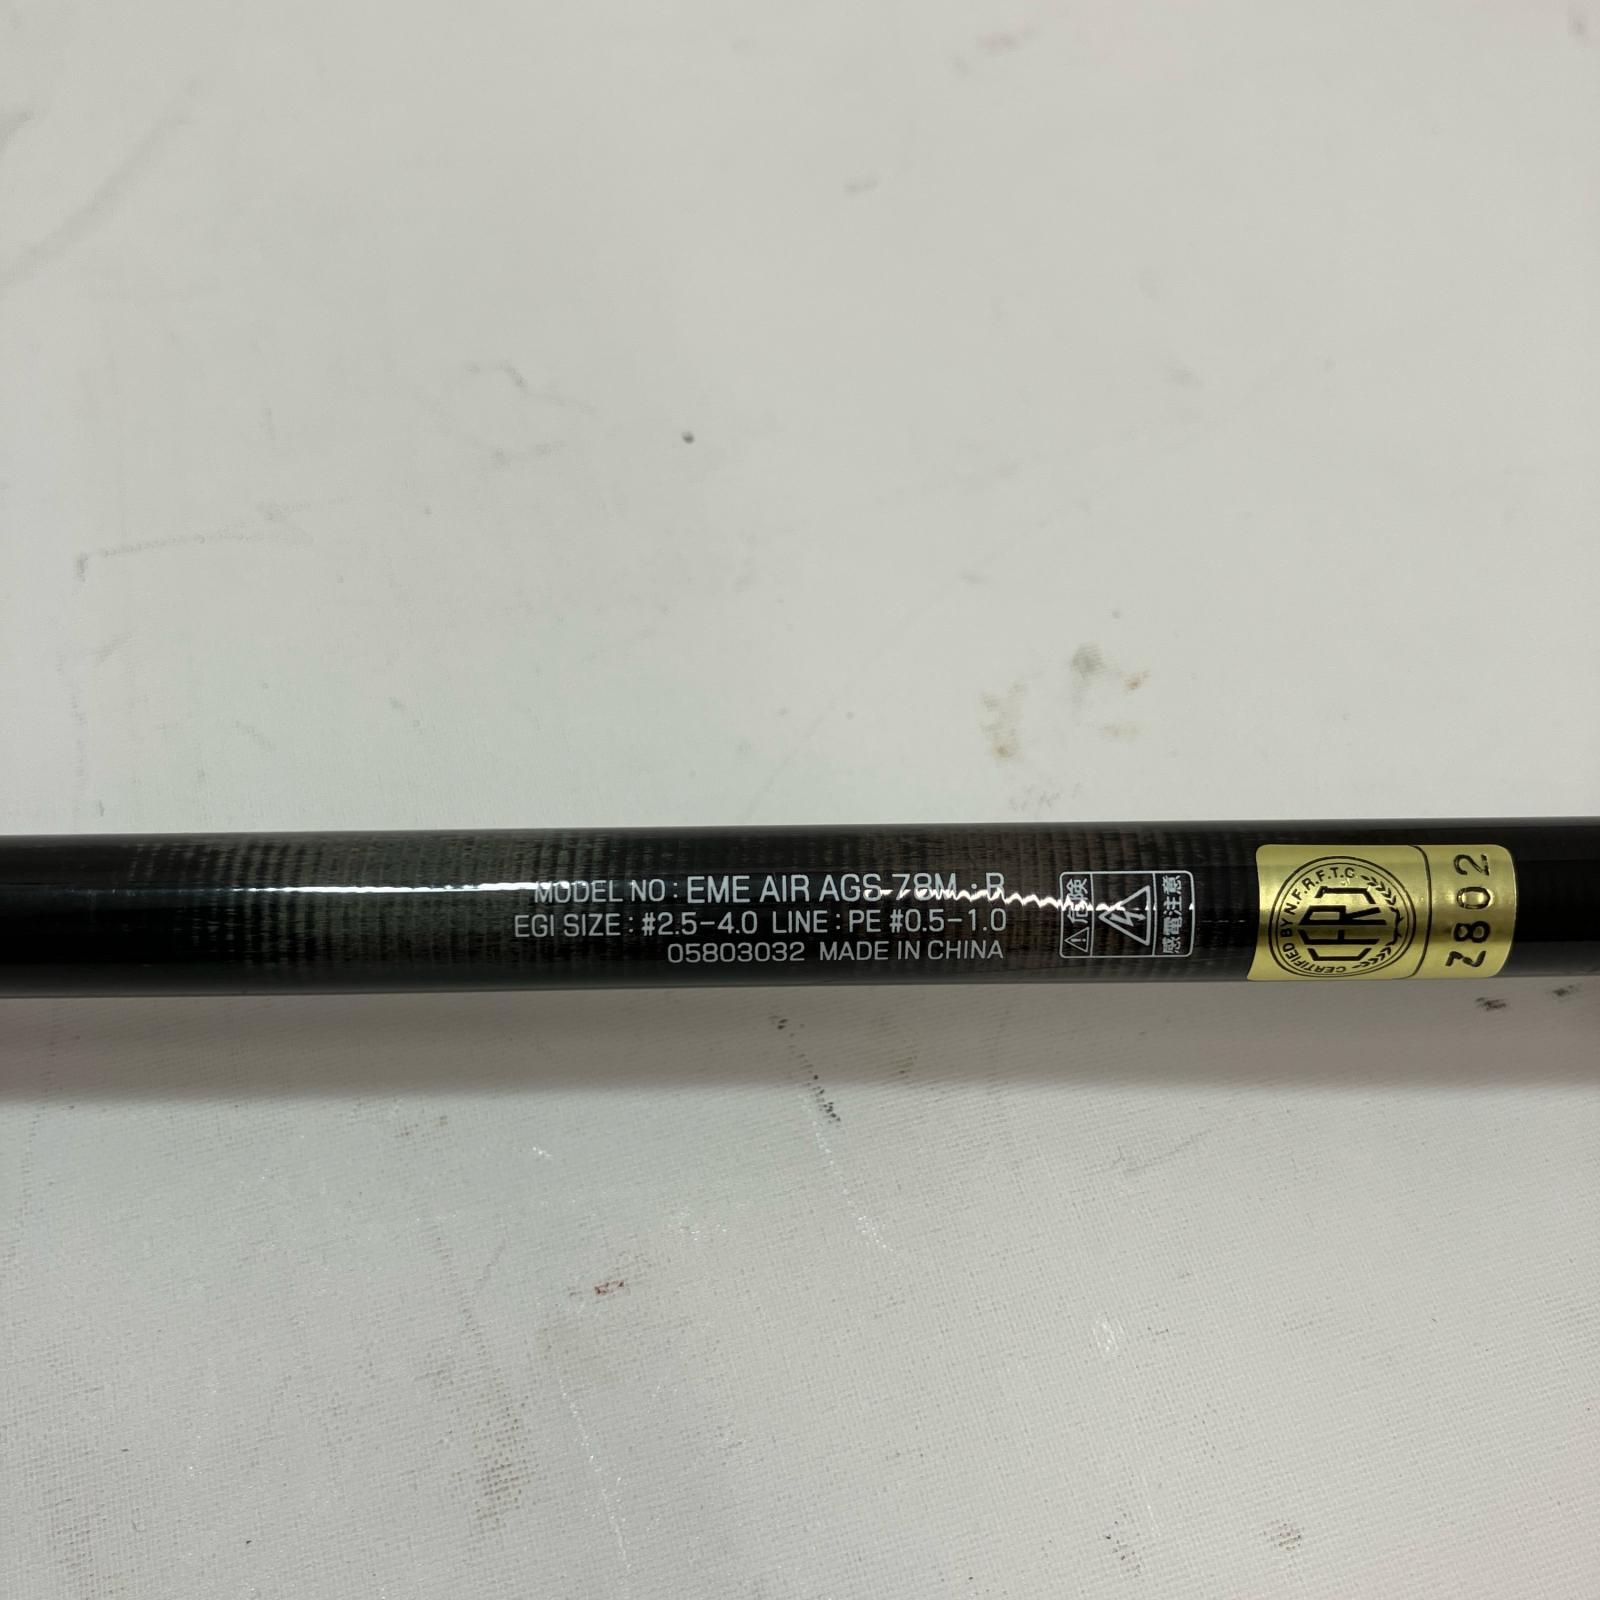 MODEL NO : EME AIR AGS 78M・R
EGI SIZE : #2.5-4.0 LINE : PE #0.5-1.0
05803032 MADE IN CHINA
⚠危険
感電注意
CERTIFIED BY N.F.R.F.T.C
Z802